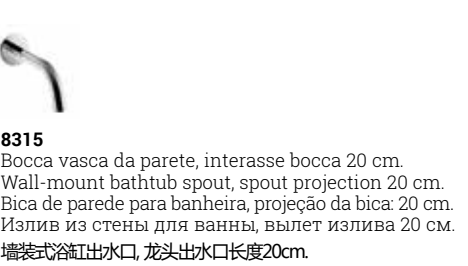 8315
Bocca vasca da parete, interasse bocca 20 cm.
Wall-mount bathtub spout, spout projection 20 cm.
Bica de parede para banheira, projeção da bica: 20 cm.
Излив из стены для ванны, вылет излива 20 см.
墙装式浴缸出水口, 龙头出水口长度20cm.